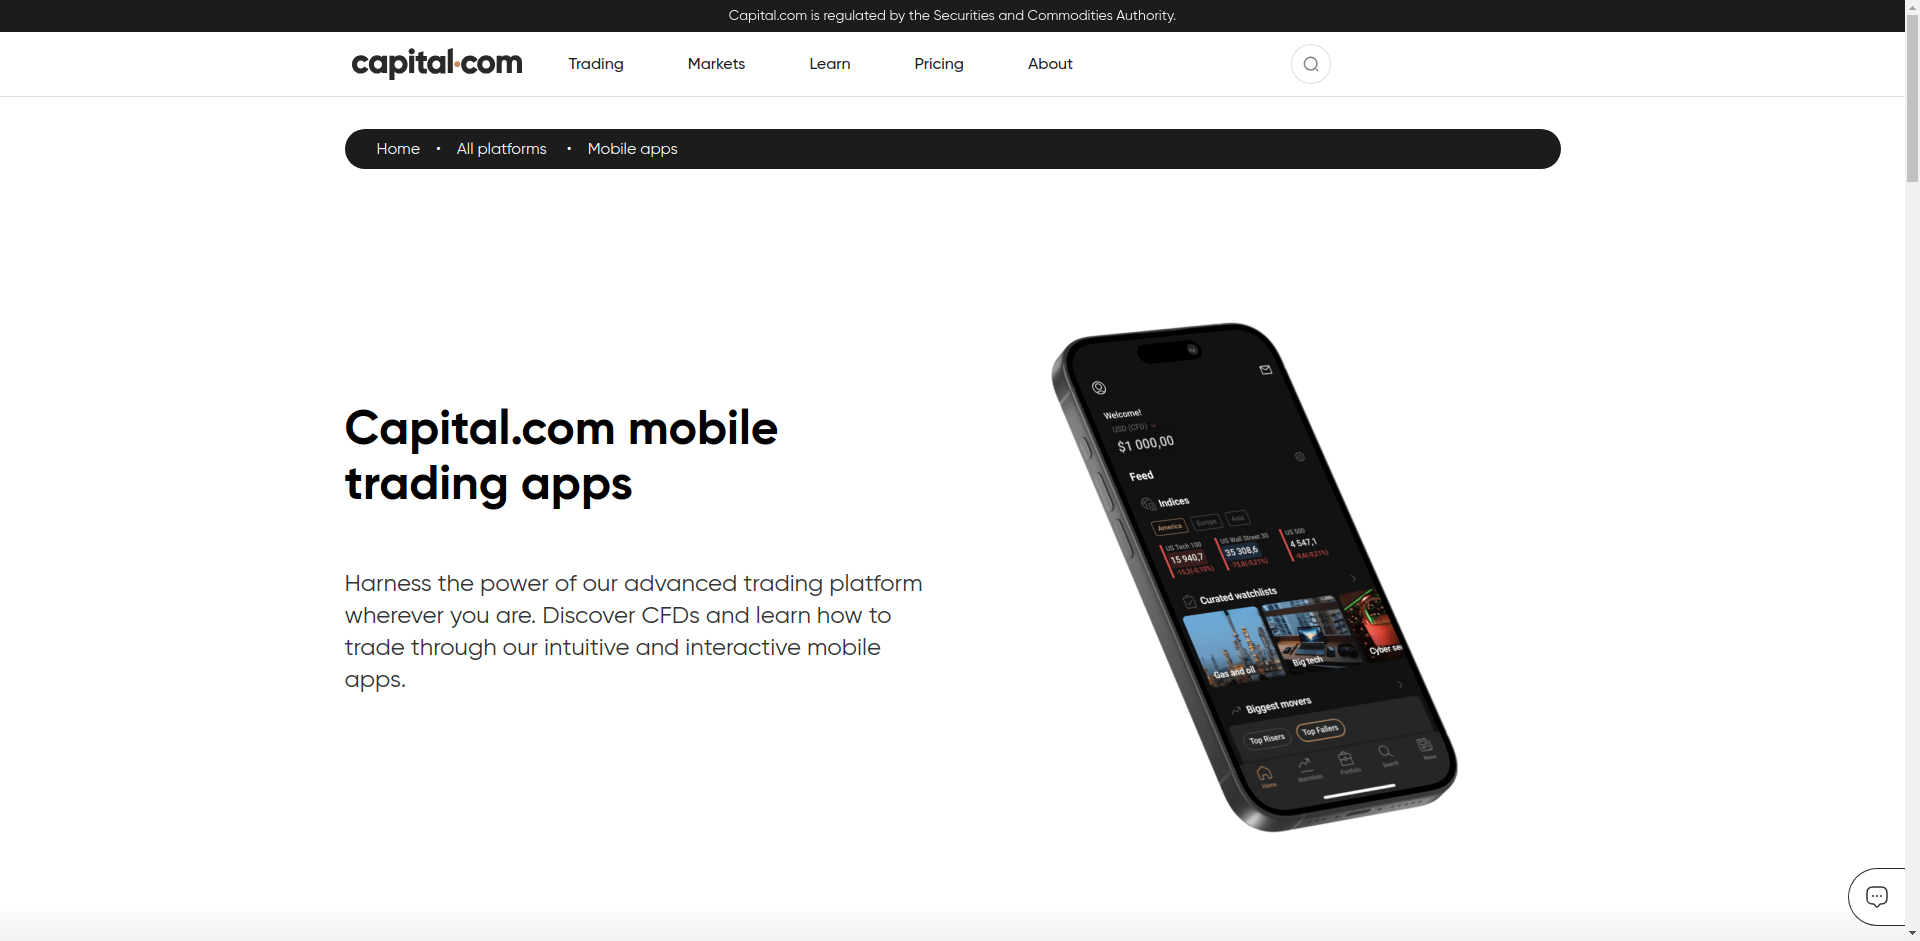 Capital.com is regulated by the Securities and Commodities Authority.
capital.com
Trading
Markets
Learn
Pricing
About
Home • All platforms • Mobile apps
Capital.com mobile
trading apps
Harness the power of our advanced trading platform
wherever you are. Discover CFDs and learn how to
trade through our intuitive and interactive mobile
apps.
Welcome!
USD (CFD)
$1 000,00
Feed
Indices
America Europe Asia
US Tech 100 US Wall Street 30 US 500
15 940,7 35 308,6 4 547,1
-15,2(-0,10%) -75,8(-0,21%) -9,6(-0,21%)
Curated watchlists
Gas and oil Big tech Cyber se
Biggest movers
Top Risers Top Fallers
Home Watchlists Portfolio Search News